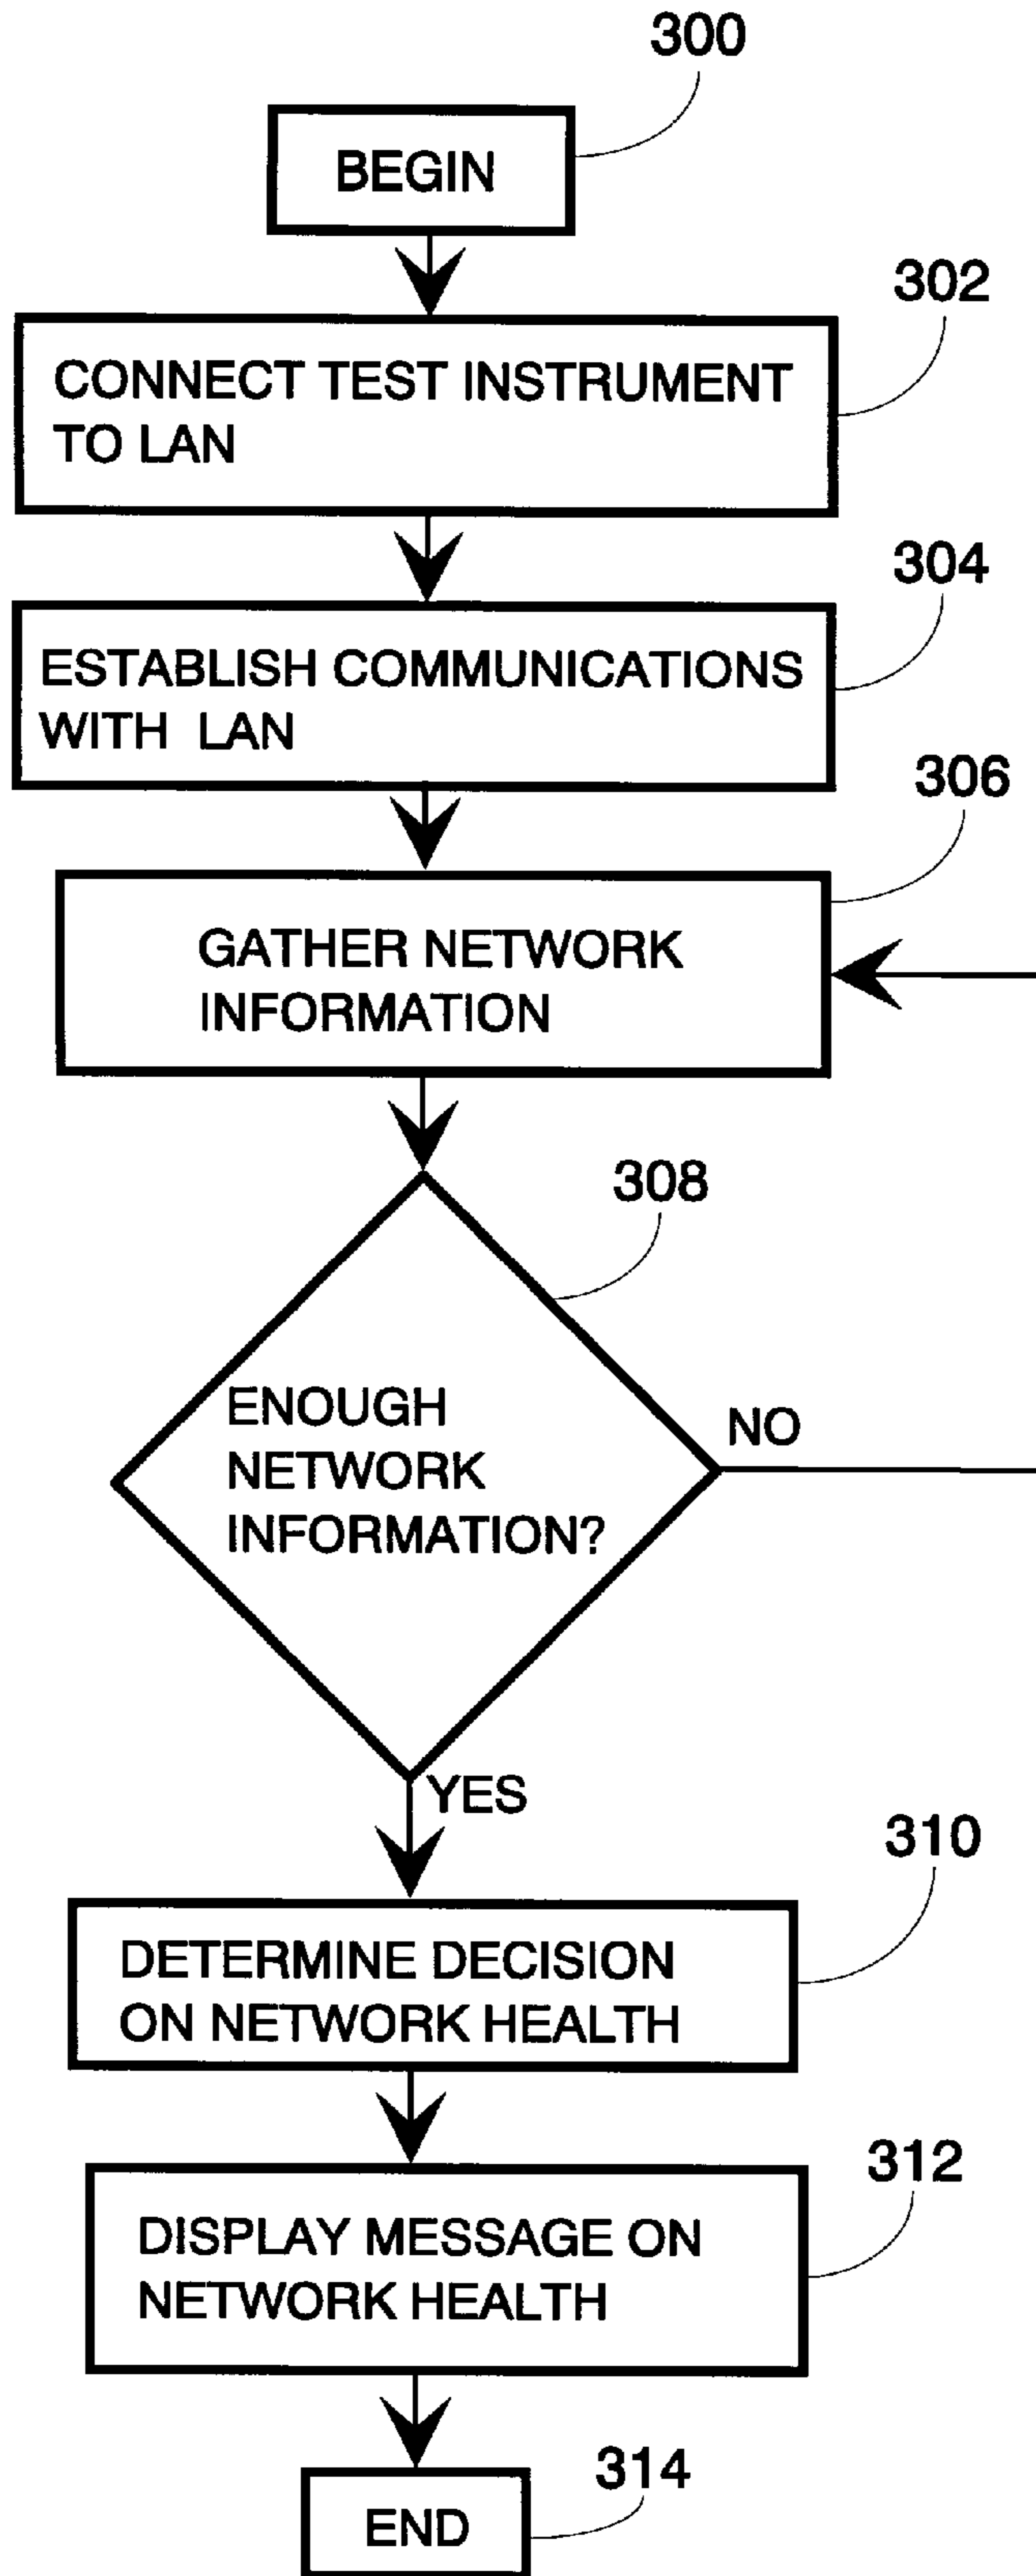 300
BEGIN
302
CONNECT TEST INSTRUMENT
TO LAN
304
ESTABLISH COMMUNICATIONS
WITH LAN
306
GATHER NETWORK
INFORMATION
308
ENOUGH
NETWORK
INFORMATION?
NO
YES
310
DETERMINE DECISION
ON NETWORK HEALTH
312
DISPLAY MESSAGE ON
NETWORK HEALTH
314
END